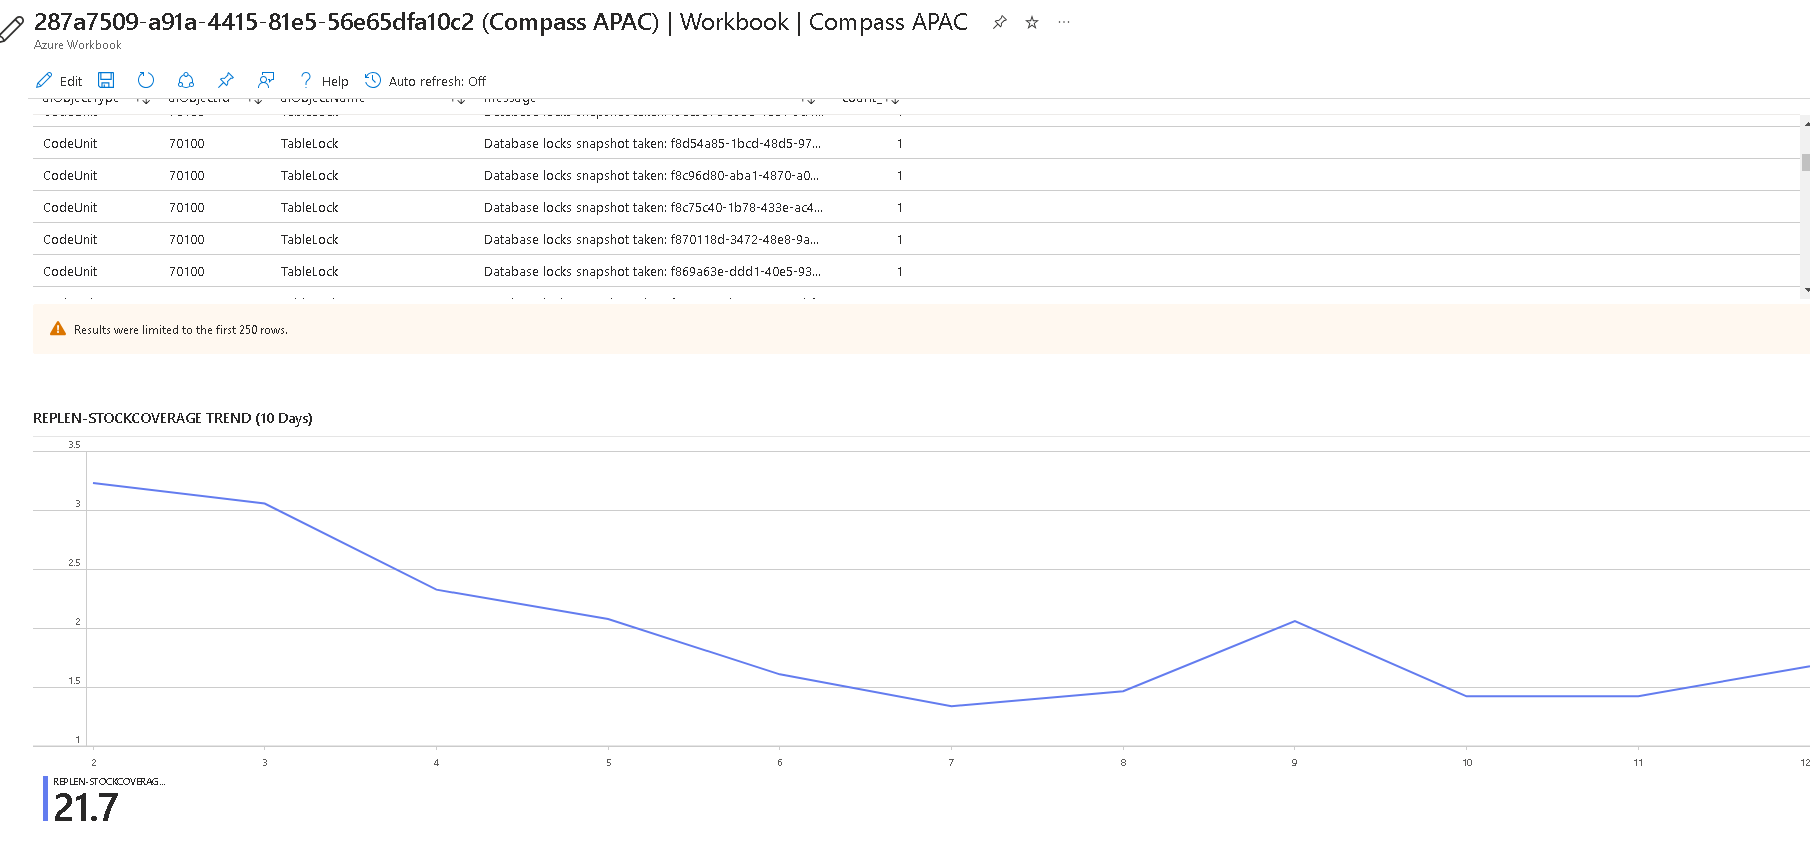 287a7509-a91a-4415-81e5-56e65dfa10c2 (Compass APAC) | Workbook | Compass APAC
Azure Workbook
Edit Help Auto refresh: Off
alObjectType alObjectId alObjectName message count_
CodeUnit 70100 TableLock Database locks snapshot taken: f8d54a85-1bcd-48d5-97... 1
CodeUnit 70100 TableLock Database locks snapshot taken: f8c96d80-aba1-4870-a0... 1
CodeUnit 70100 TableLock Database locks snapshot taken: f8c75c40-1b78-433e-ac4... 1
CodeUnit 70100 TableLock Database locks snapshot taken: f870118d-3472-48e8-9a... 1
CodeUnit 70100 TableLock Database locks snapshot taken: f869a63e-ddd1-40e5-93... 1
Results were limited to the first 250 rows.
REPLEN-STOCKCOVERAGE TREND (10 Days)
3.5
3
2.5
2
1.5
1
2 3 4 5 6 7 8 9 10 11 12
REPLEN-STOCKCOVERAG...
21.7